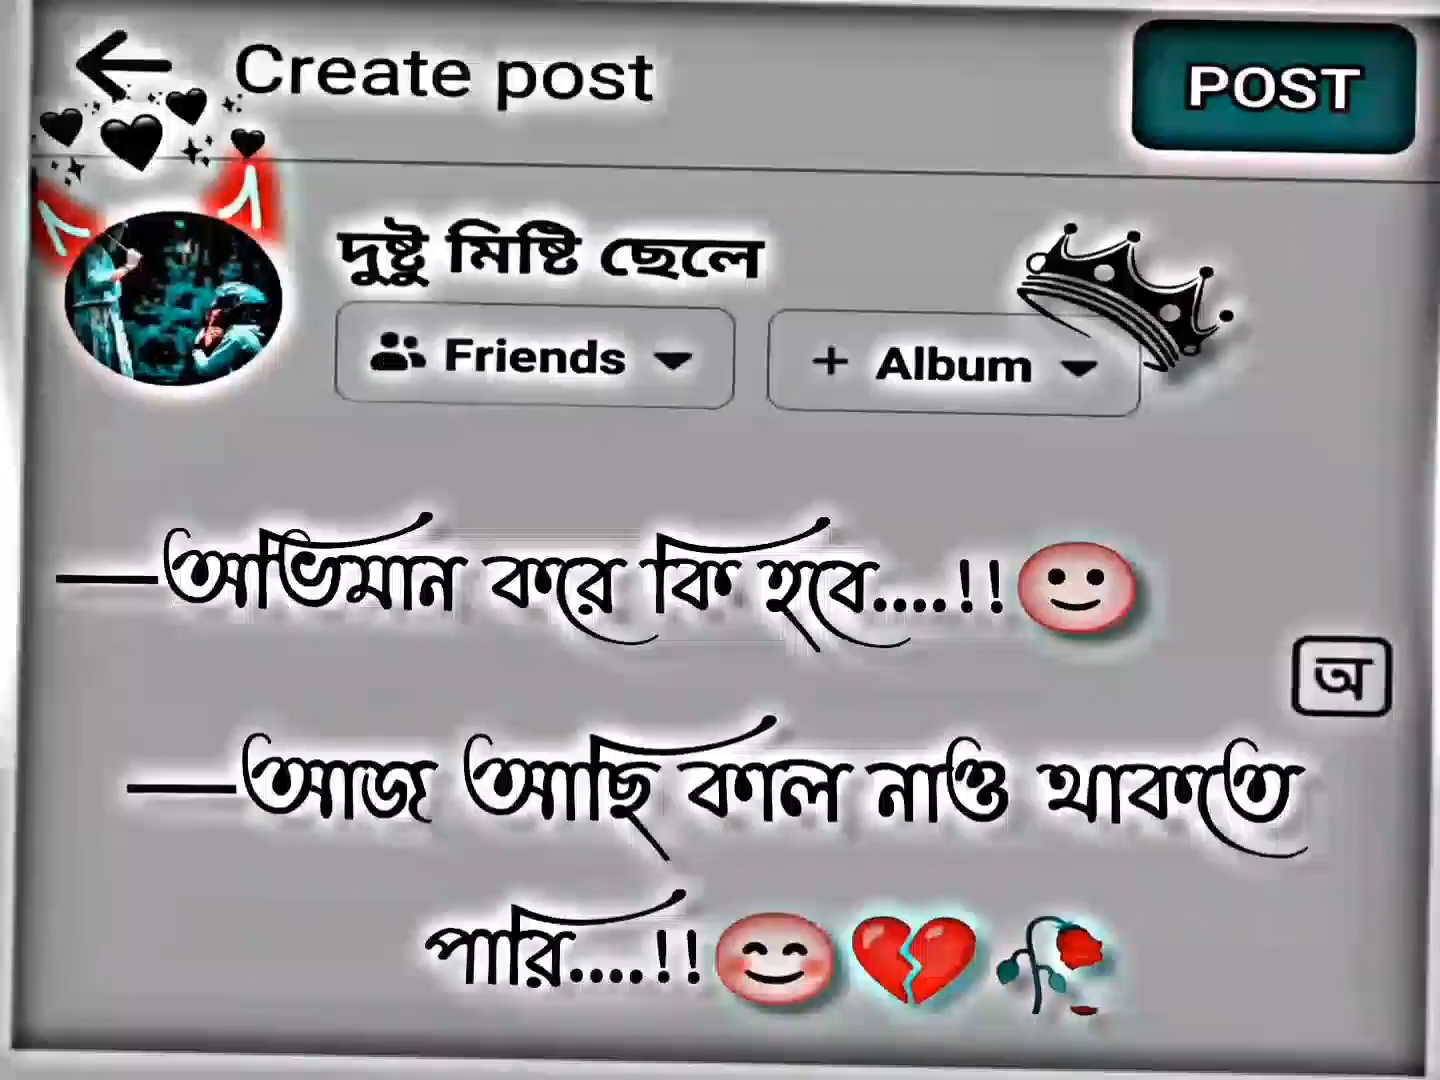 Create post
POST
দুষ্টু মিষ্টি ছেলে
Friends
+ Album
—অভিমান করে কি হবে....!!🙂
অ
—আজ আছি কাল নাও থাকতে
পারি....!!😊💔🥀